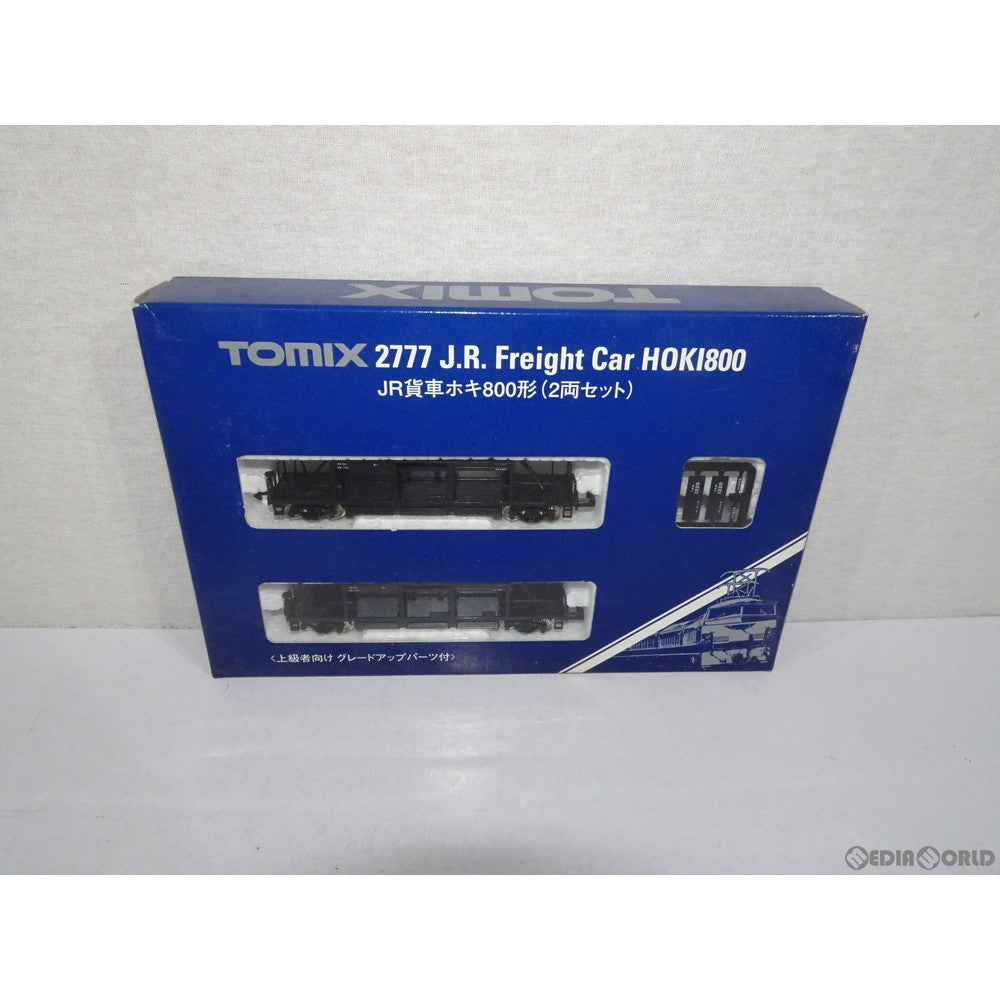 TOMIX
TOMIX 2777 J.R. Freight Car HOKI800
JR貨車ホキ800形(2両セット)
〈上級者向け グレードアップパーツ付〉
MEDIAWORLD